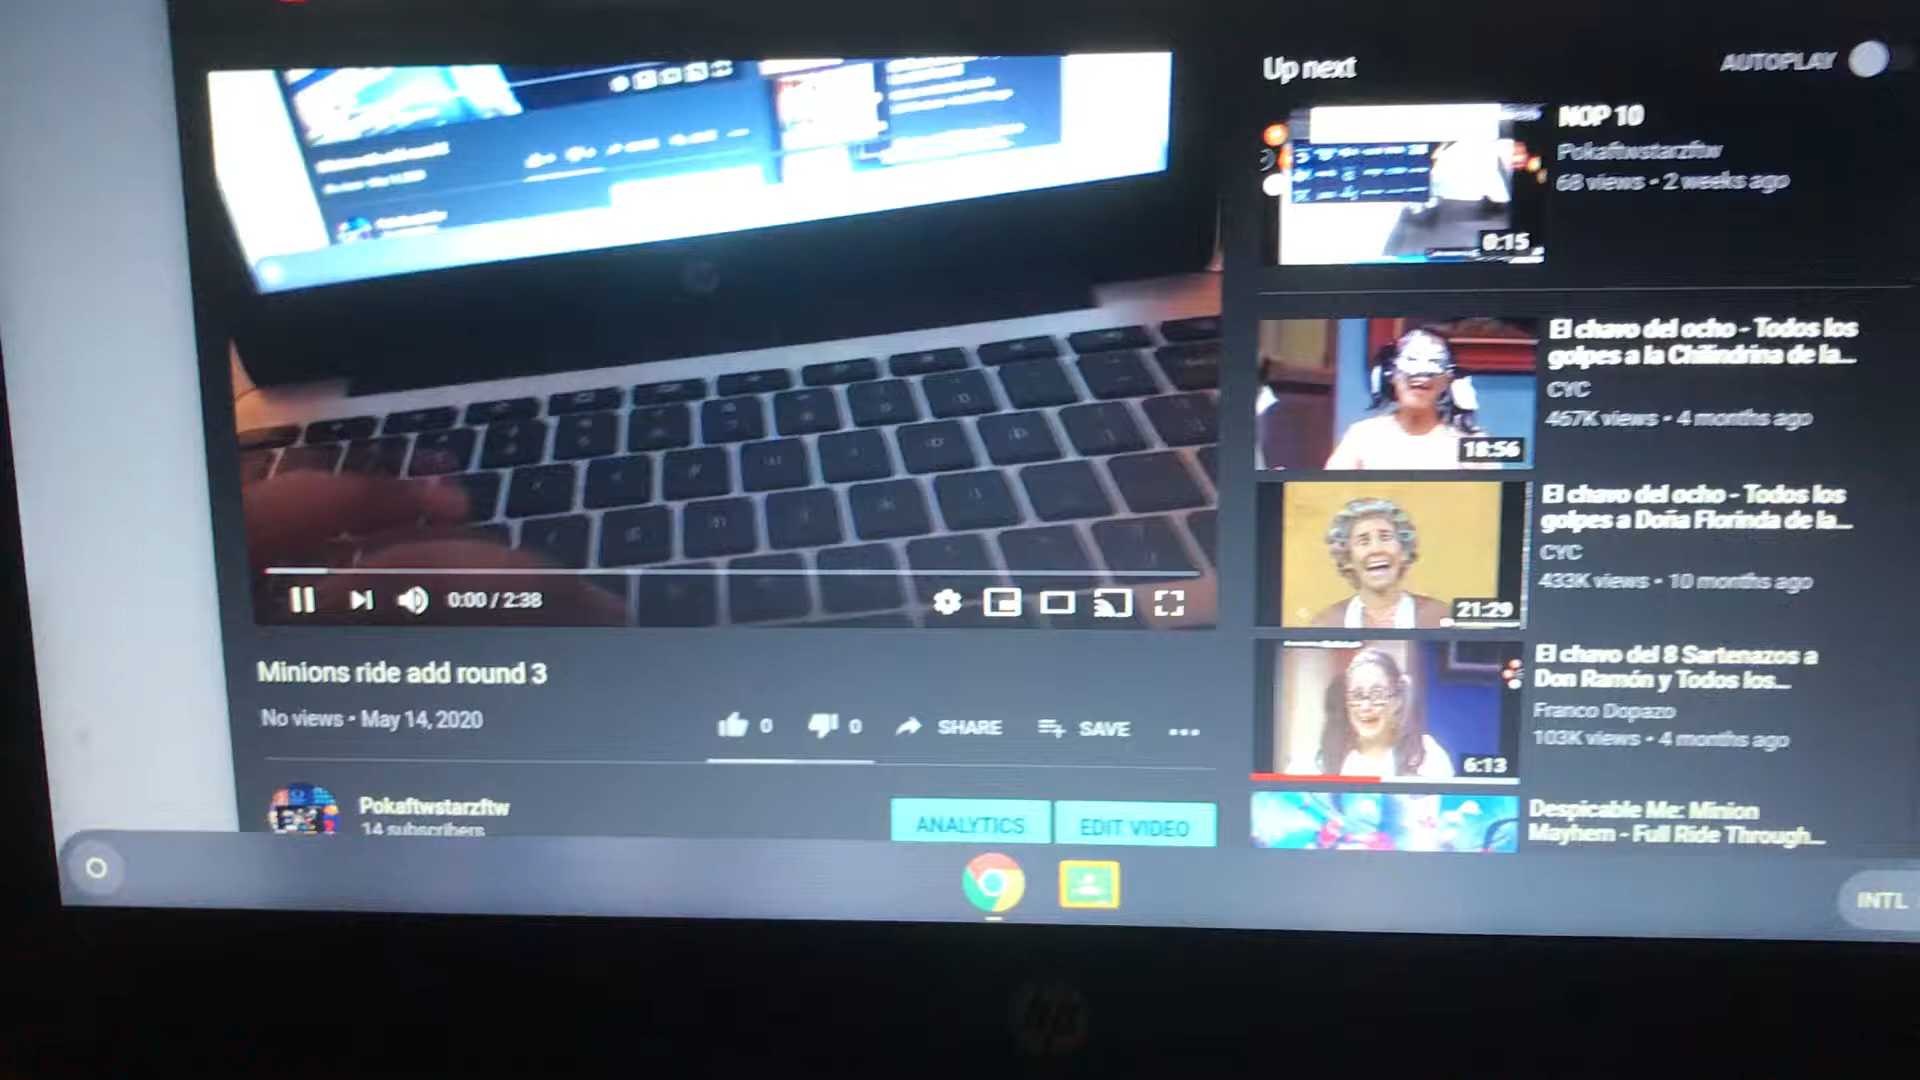 Up next
AUTOPLAY
NOP 10
Pokaftwstarzftw
68 views • 2 weeks ago
0:15
El chavo del ocho - Todos los
golpes a la Chilindrina de la...
CYC
467K views • 4 months ago
18:56
El chavo del ocho - Todos los
golpes a Doña Florinda de la...
CYC
433K views • 10 months ago
21:29
El chavo del 8 Sartenazos a
Don Ramón y Todos los...
Franco Dopazo
103K views • 4 months ago
6:13
Despicable Me: Minion
Mayhem - Full Ride Through...
0:00 / 2:38
Minions ride add round 3
No views • May 14, 2020
0
0
SHARE
SAVE
Pokaftwstarzftw
14 subscribers
ANALYTICS
EDIT VIDEO
INTL
hp